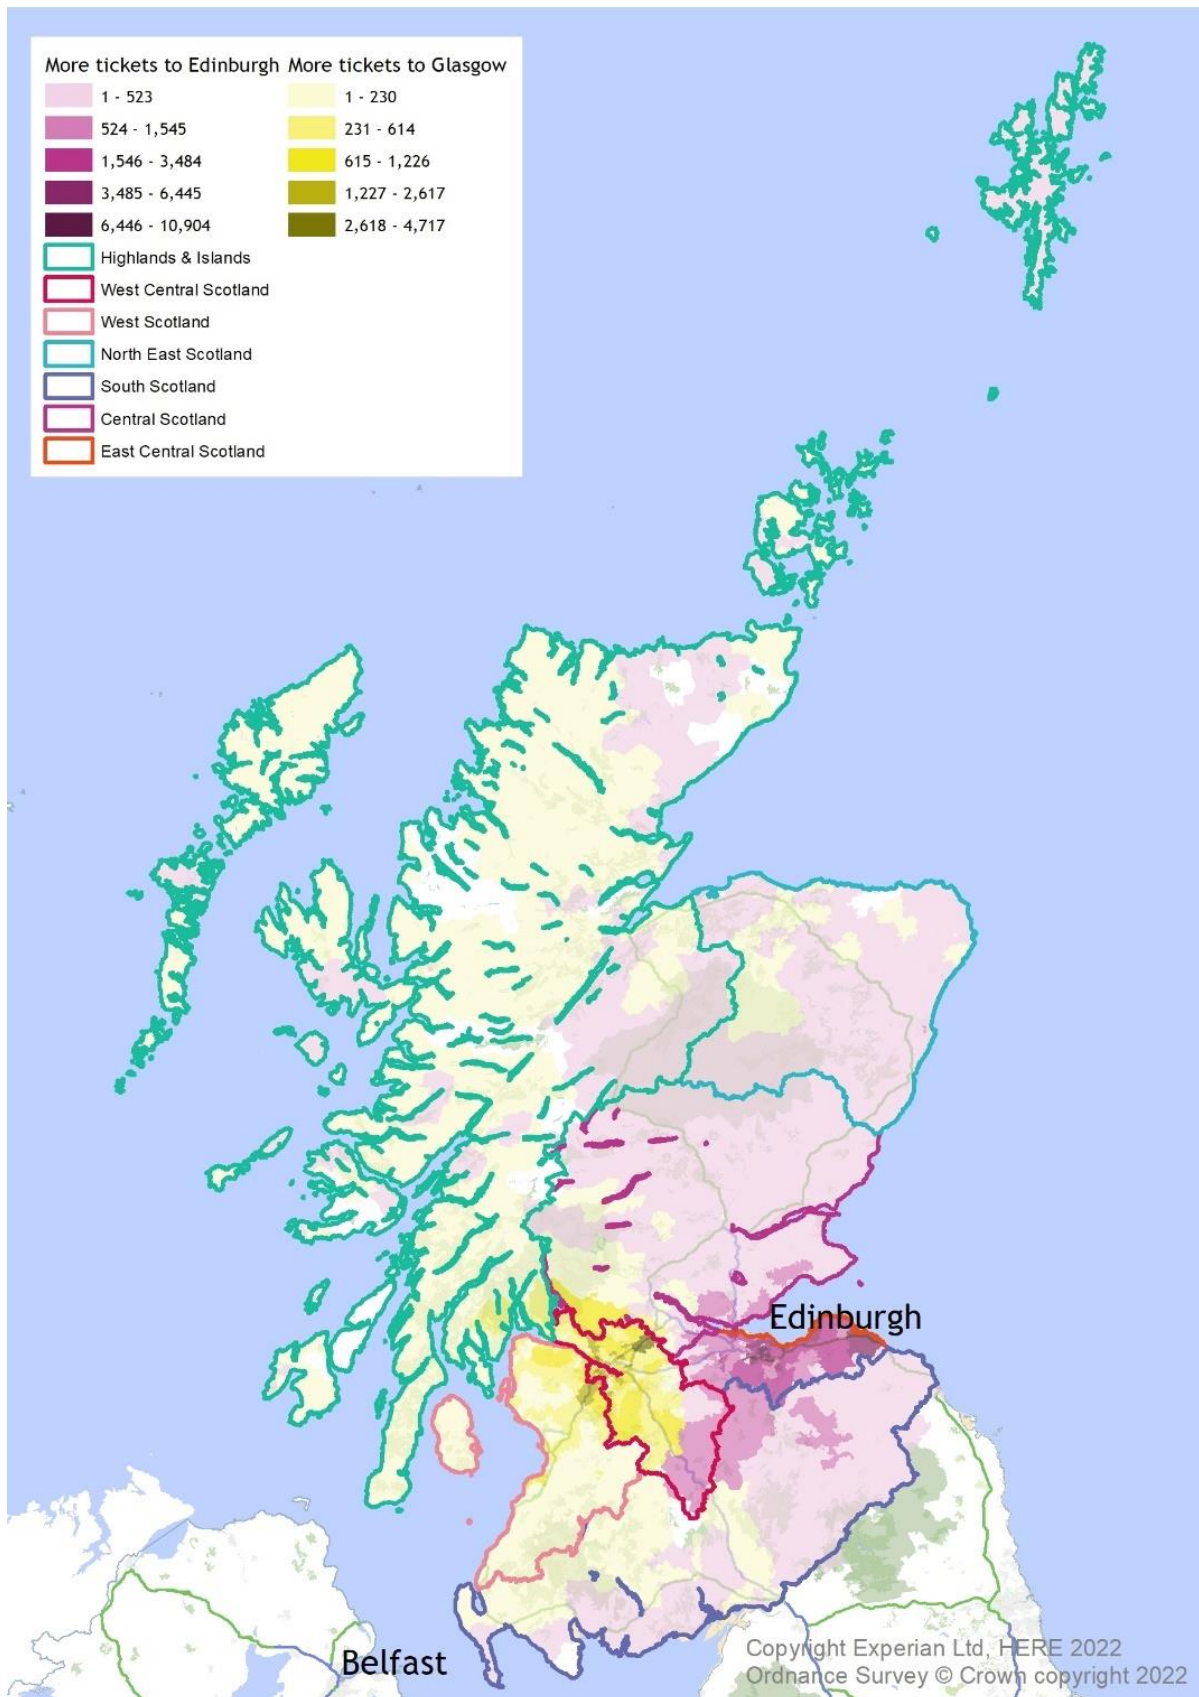 More tickets to Edinburgh More tickets to Glasgow
1 - 523 1 - 230
524 - 1,545 231 - 614
1,546 - 3,484 615 - 1,226
3,485 - 6,445 1,227 - 2,617
6,446 - 10,904 2,618 - 4,717
Highlands & Islands
West Central Scotland
West Scotland
North East Scotland
South Scotland
Central Scotland
East Central Scotland
Edinburgh
Belfast
Copyright Experian Ltd, HERE 2022
Ordnance Survey © Crown copyright 2022